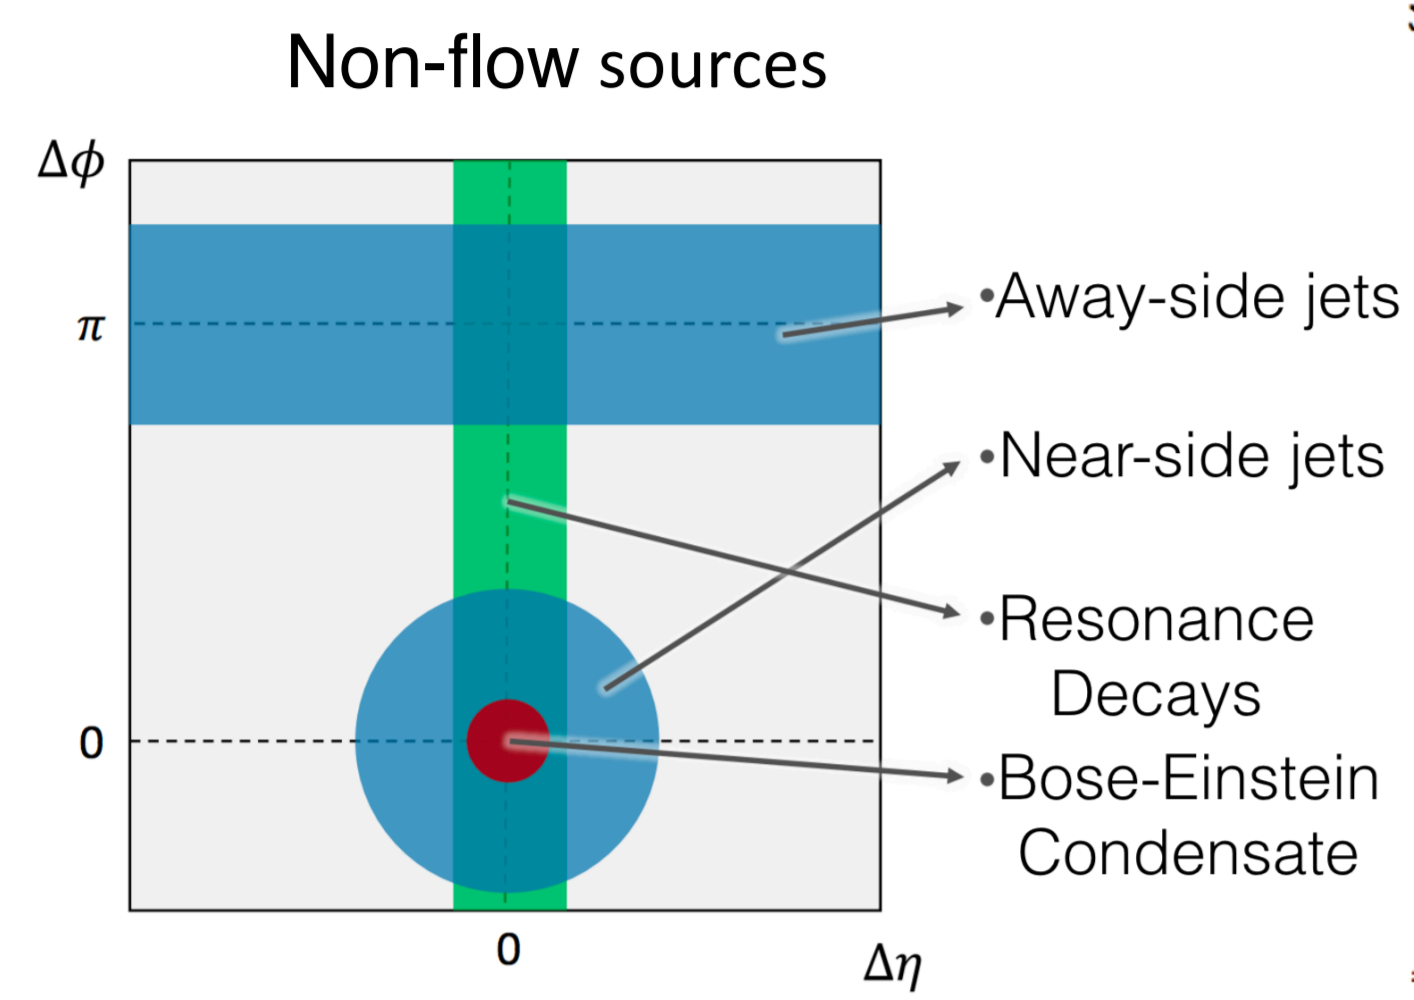 Non-flow sources
Δϕ
π
0
0
Δη
•Away-side jets
•Near-side jets
•Resonance
Decays
•Bose-Einstein
Condensate